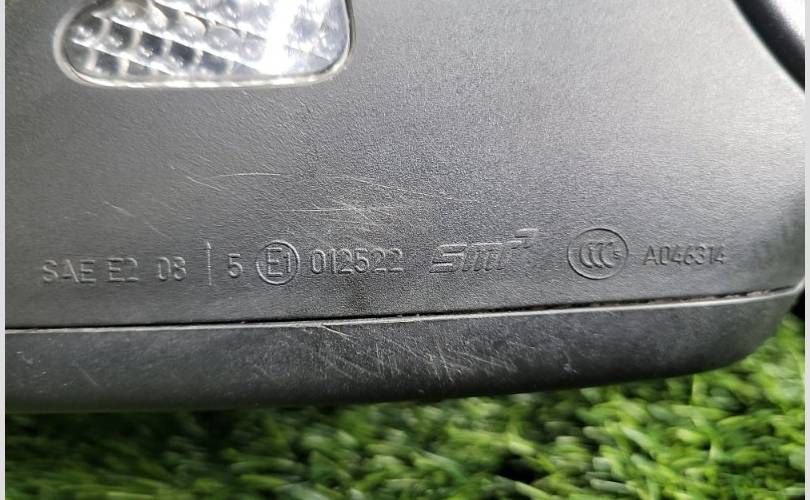 SAE E2 08 ↑ 5 E1 012522 smr CCC S A046314